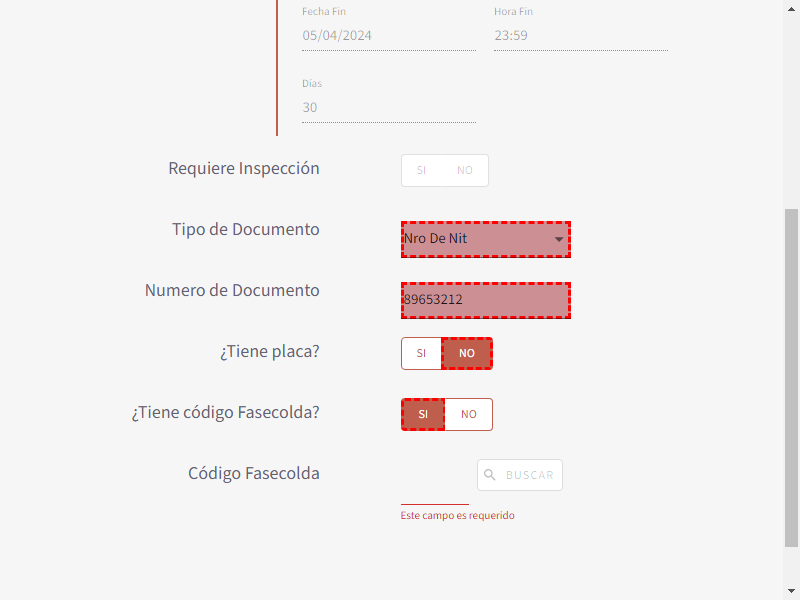 Fecha Fin
Hora Fin
05/04/2024
23:59
Días
30
Requiere Inspección
SI
NO
Tipo de Documento
Nro De Nit
Numero de Documento
89653212
¿Tiene placa?
SI
NO
¿Tiene código Fasecolda?
SI
NO
Código Fasecolda
BUSCAR
Este campo es requerido